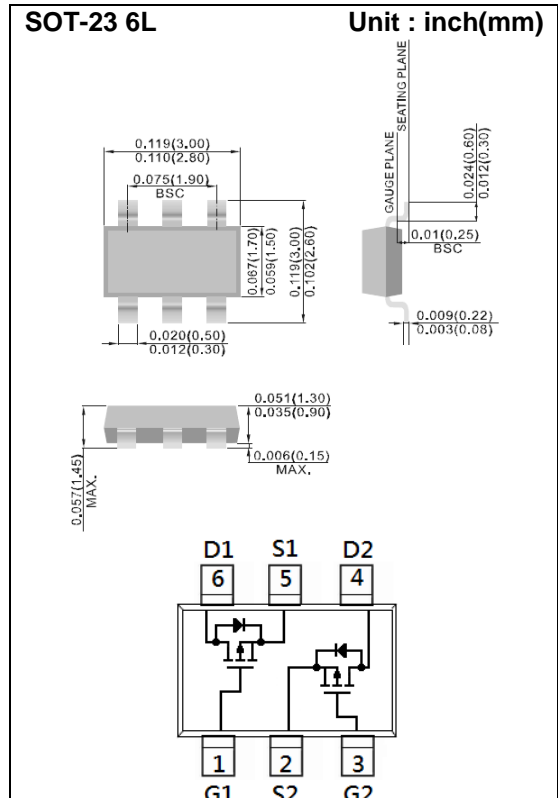 SOT-23 6L Unit : inch(mm)
SEATING PLANE
GAUGE PLANE
0.119(3.00)
0.110(2.80)
0.075(1.90)
BSC
0.024(0.60)
0.012(0.30)
0.067(1.70)
0.059(1.50)
0.119(3.00)
0.102(2.60)
0.01(0.25)
BSC
0.020(0.50)
0.012(0.30)
0.009(0.22)
0.003(0.08)
0.051(1.30)
0.035(0.90)
0.057(1.45)
MAX.
0.006(0.15)
MAX.
D1 S1 D2
6 5 4
1 2 3
G1 S2 G2